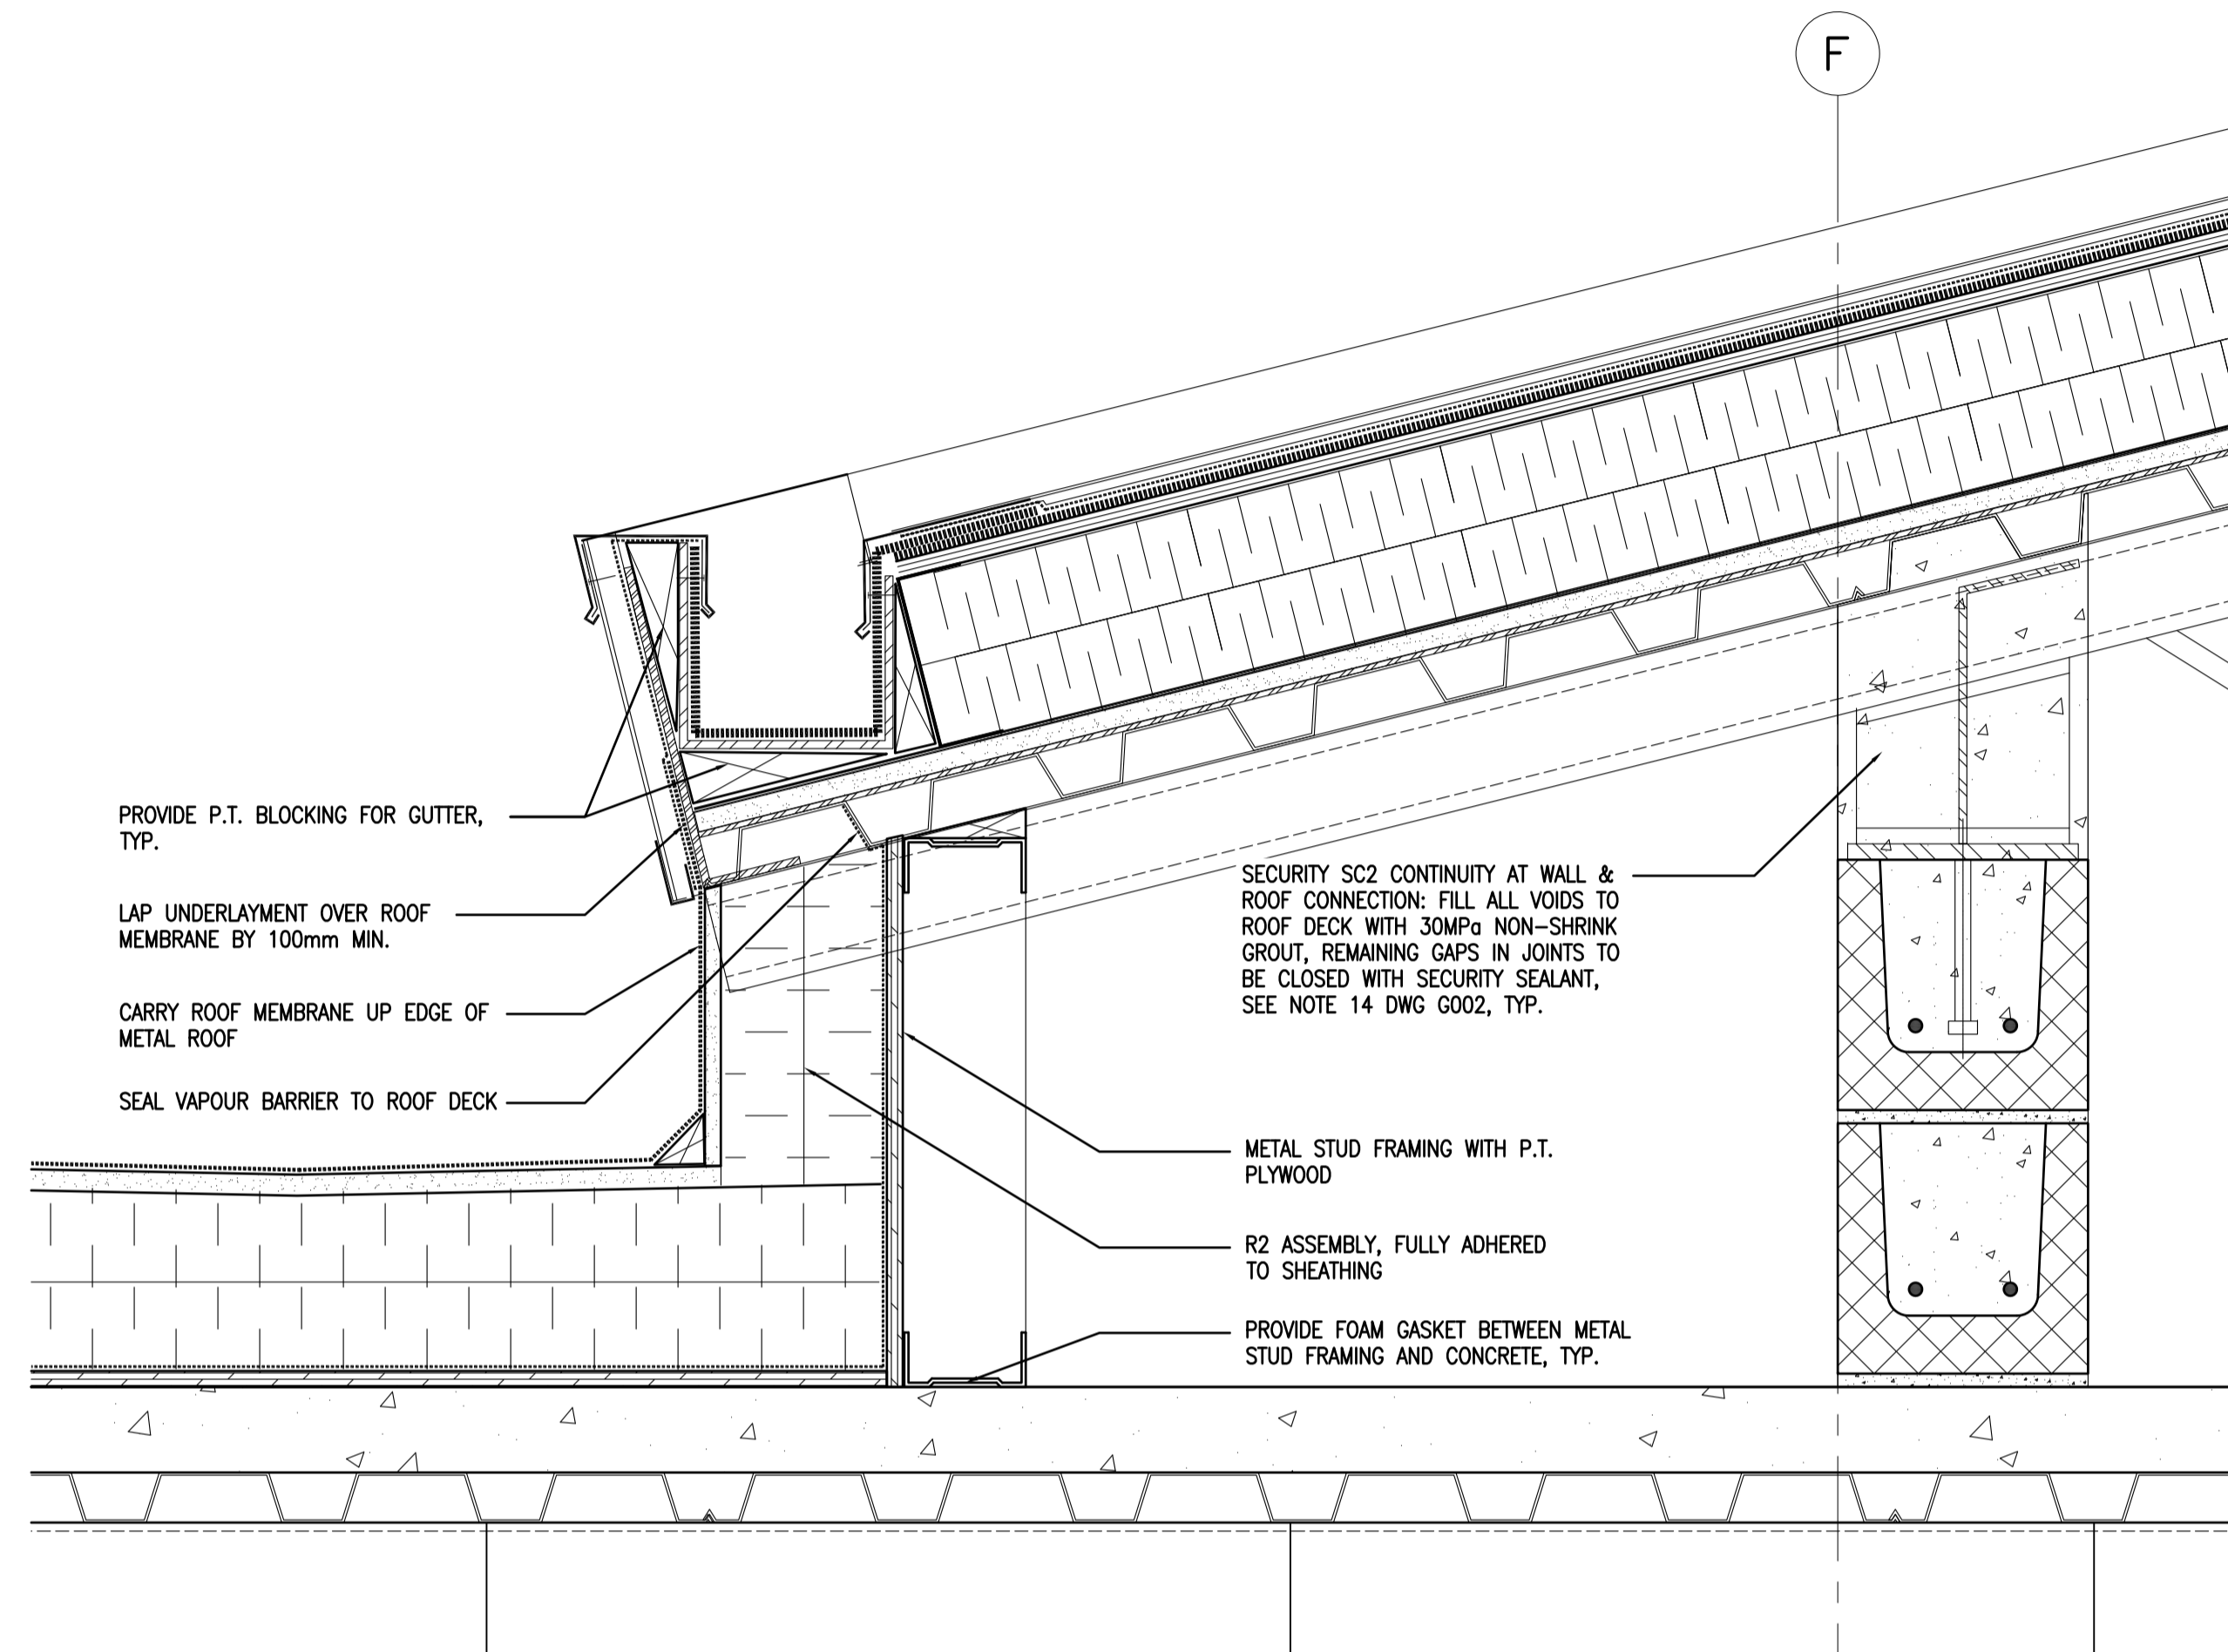 F
PROVIDE P.T. BLOCKING FOR GUTTER,
TYP.
LAP UNDERLAYMENT OVER ROOF
MEMBRANE BY 100mm MIN.
CARRY ROOF MEMBRANE UP EDGE OF
METAL ROOF
SEAL VAPOUR BARRIER TO ROOF DECK
SECURITY SC2 CONTINUITY AT WALL &
ROOF CONNECTION: FILL ALL VOIDS TO
ROOF DECK WITH 30MPa NON-SHRINK
GROUT, REMAINING GAPS IN JOINTS TO
BE CLOSED WITH SECURITY SEALANT,
SEE NOTE 14 DWG G002, TYP.
METAL STUD FRAMING WITH P.T.
PLYWOOD
R2 ASSEMBLY, FULLY ADHERED
TO SHEATHING
PROVIDE FOAM GASKET BETWEEN METAL
STUD FRAMING AND CONCRETE, TYP.